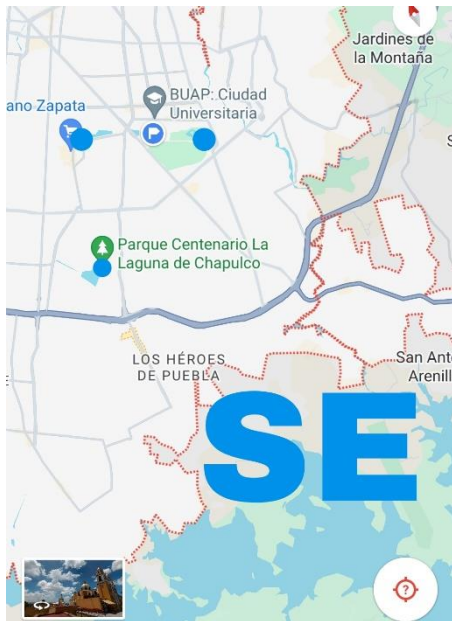 Jardines de
la Montaña
BUAP: Ciudad
Universitaria
ano Zapata
P
S
Parque Centenario La
Laguna de Chapulco
LOS HÉROES
DE PUEBLA
San Ant
Arenill
E
SE
?